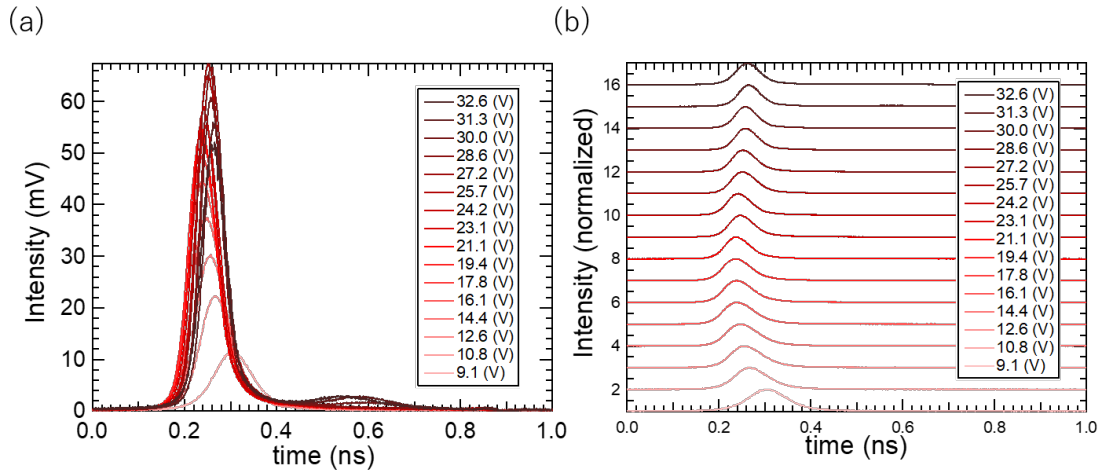 (a)
Intensity (mV)
60
50
40
30
20
10
0
0.0 0.2 0.4 0.6 0.8 1.0
time (ns)
32.6 (V)
31.3 (V)
30.0 (V)
28.6 (V)
27.2 (V)
25.7 (V)
24.2 (V)
23.1 (V)
21.1 (V)
19.4 (V)
17.8 (V)
16.1 (V)
14.4 (V)
12.6 (V)
10.8 (V)
9.1 (V)
(b)
Intensity (normalized)
16
14
12
10
8
6
4
2
0.0 0.2 0.4 0.6 0.8 1.0
time (ns)
32.6 (V)
31.3 (V)
30.0 (V)
28.6 (V)
27.2 (V)
25.7 (V)
24.2 (V)
23.1 (V)
21.1 (V)
19.4 (V)
17.8 (V)
16.1 (V)
14.4 (V)
12.6 (V)
10.8 (V)
9.1 (V)